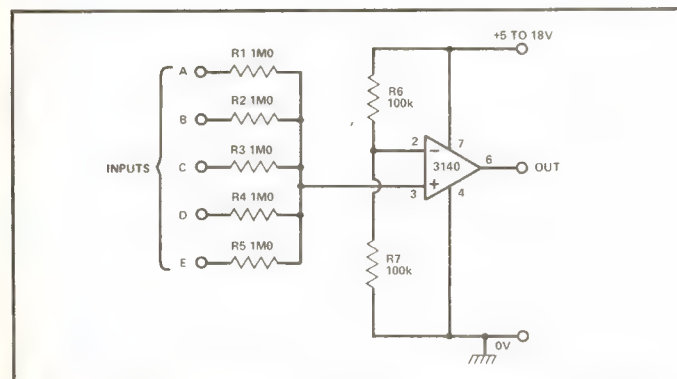 +5 TO 18V
R1 1M0
A
R2 1M0
B
R3 1M0
INPUTS
C
R4 1M0
D
R5 1M0
E
R6
100k
2
7
−
3140
6
OUT
+
3
4
R7
100k
0V